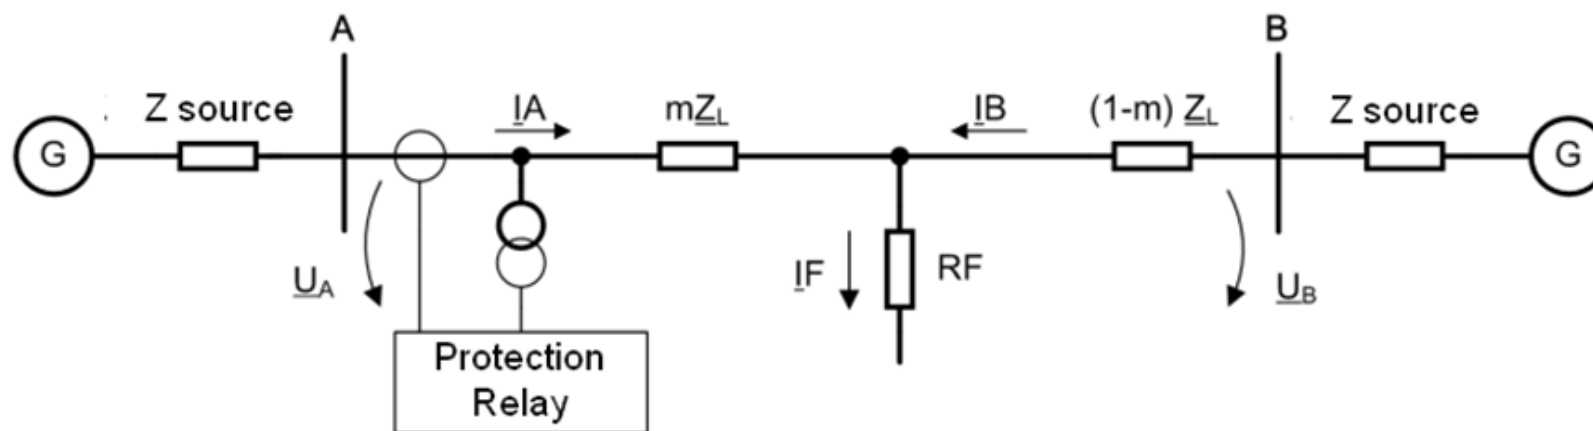 A
B
Z source
IA
mZL
IB
(1-m) ZL
Z source
G
G
UA
IF
RF
UB
Protection
Relay